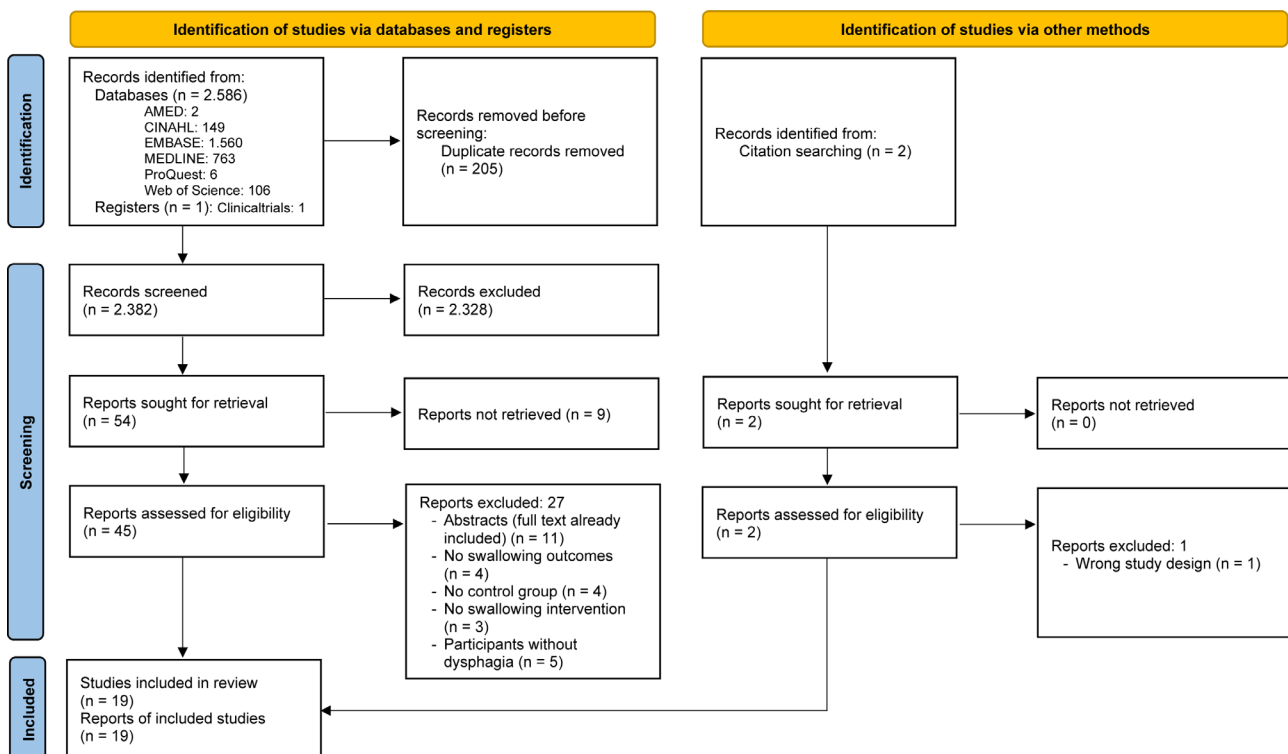 Identification of studies via databases and registers
Identification of studies via other methods
Identification
Records identified from:
Databases (n = 2.586)
AMED: 2
CINAHL: 149
EMBASE: 1.560
MEDLINE: 763
ProQuest: 6
Web of Science: 106
Registers (n = 1): Clinicaltrials: 1
Records removed before
screening:
Duplicate records removed
(n = 205)
Records identified from:
Citation searching (n = 2)
Screening
Records screened
(n = 2.382)
Records excluded
(n = 2.328)
Reports sought for retrieval
(n = 54)
Reports not retrieved (n = 9)
Reports sought for retrieval
(n = 2)
Reports not retrieved
(n = 0)
Reports assessed for eligibility
(n = 45)
Reports excluded: 27
- Abstracts (full text already
included) (n = 11)
- No swallowing outcomes
(n = 4)
- No control group (n = 4)
- No swallowing intervention
(n = 3)
- Participants without
dysphagia (n = 5)
Reports assessed for eligibility
(n = 2)
Reports excluded: 1
- Wrong study design (n = 1)
Included
Studies included in review
(n = 19)
Reports of included studies
(n = 19)